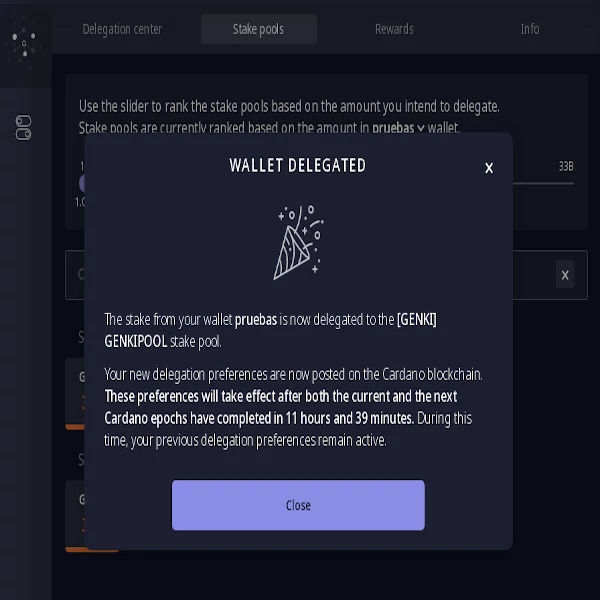 Delegation center
Stake pools
Rewards
Info
Use the slider to rank the stake pools based on the amount you intend to delegate.
Stake pools are currently ranked based on the amount in pruebas wallet.
33B
WALLET DELEGATED
x
x
The stake from your wallet pruebas is now delegated to the [GENKI]
GENKIPOOL stake pool.
Your new delegation preferences are now posted on the Cardano blockchain.
These preferences will take effect after both the current and the next
Cardano epochs have completed in 11 hours and 39 minutes. During this
time, your previous delegation preferences remain active.
Close